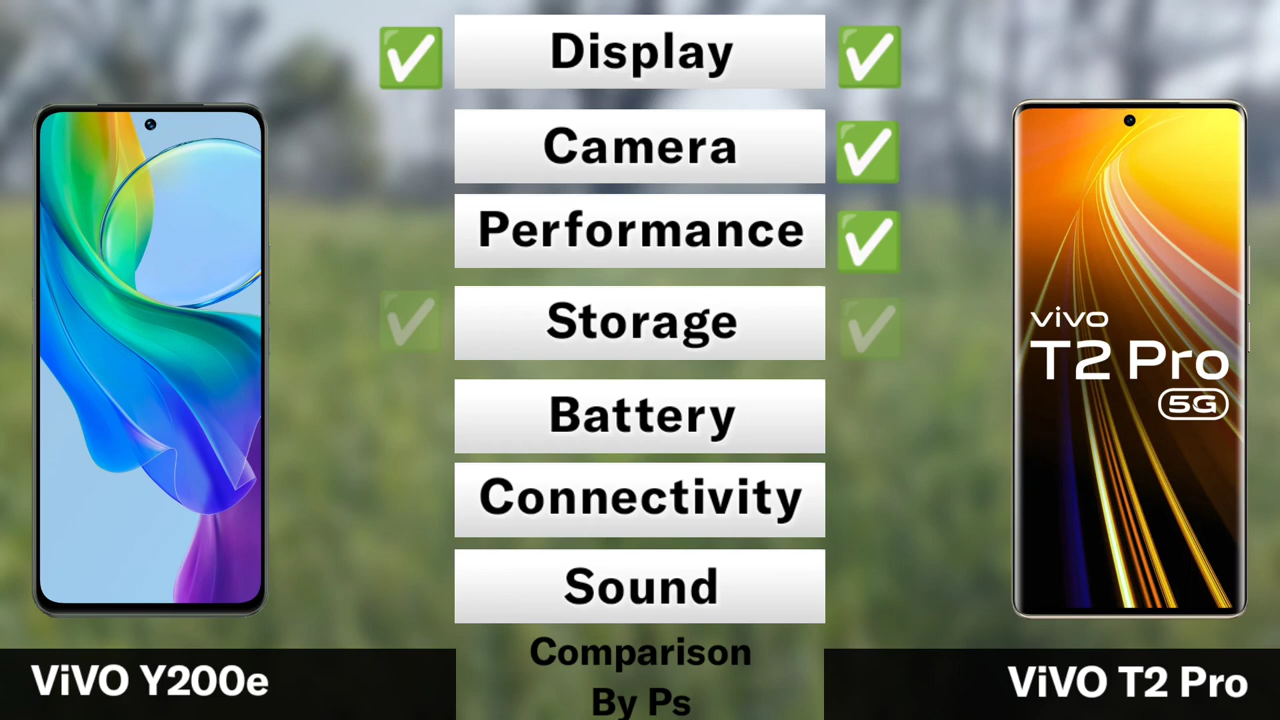 Display
Camera
Performance
Storage
Battery
Connectivity
Sound
Comparison
By Ps
vivo
T2 Pro
5G
ViVO Y200e
ViVO T2 Pro